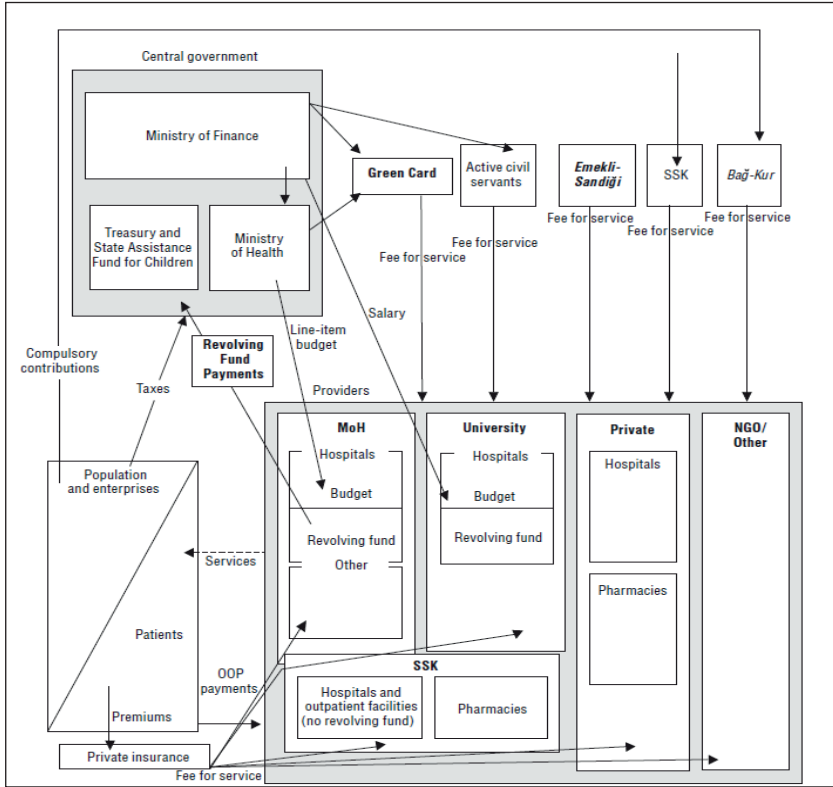 Central government
Ministry of Finance
Treasury and
State Assistance
Fund for Children
Ministry
of Health
Green Card
Active civil
servants
Emekli-
Sandiği
SSK
Bağ-Kur
Fee for service
Fee for service
Fee for service
Fee for service
Fee for service
Compulsory
contributions
Taxes
Revolving
Fund
Payments
Line-item
budget
Salary
Providers
MoH
Hospitals
Budget
Revolving fund
Other
University
Hospitals
Budget
Revolving fund
Private
Hospitals
Pharmacies
NGO/
Other
Population
and enterprises
Services
Patients
OOP
payments
Premiums
SSK
Hospitals and
outpatient facilities
(no revolving fund)
Pharmacies
Private insurance
Fee for service